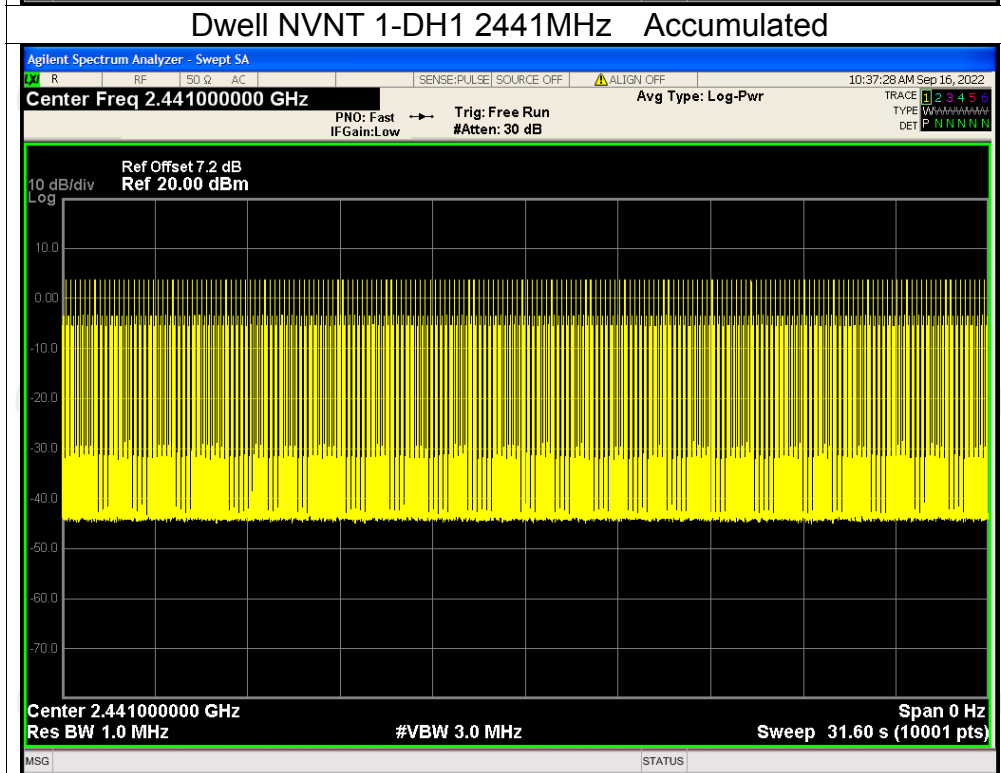 Dwell NVNT 1-DH1 2441MHz Accumulated
Agilent Spectrum Analyzer - Swept SA
LXI R RF 50 Ω AC SENSE:PULSE SOURCE OFF ALIGN OFF 10:37:28 AM Sep 16, 2022
Center Freq 2.441000000 GHz Avg Type: Log-Pwr TRACE 1 2 3 4 5 6
PNO: Fast Trig: Free Run TYPE WWWWWW
IFGain:Low #Atten: 30 dB DET P N N N N N
Ref Offset 7.2 dB
10 dB/div Ref 20.00 dBm
Log
10.0
0.00
-10.0
-20.0
-30.0
-40.0
-50.0
-60.0
-70.0
Center 2.441000000 GHz Span 0 Hz
Res BW 1.0 MHz #VBW 3.0 MHz Sweep 31.60 s (10001 pts)
MSG STATUS